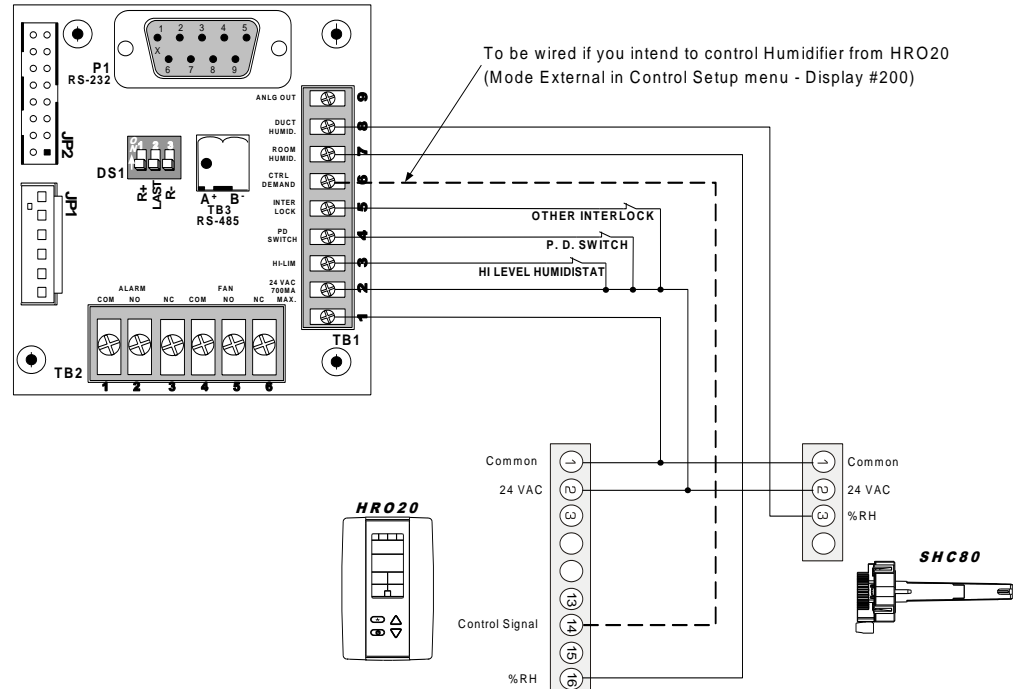 1 2 3 4 5
X
6 7 8 9
P1
RS-232
JP2
JP1
DS1
ON
1 2 3
R+
LAST
R-
A+ B-
TB3
RS-485
ANLG OUT 9
DUCT HUMID. 8
ROOM HUMID. 7
CTRL DEMAND 6
INTER LOCK 5
PD SWITCH 4
HI-LIM 3
24 VAC 700MA MAX. 2
1
TB1
ALARM FAN
COM NO NC COM NO NC
TB2
1 2 3 4 5 6
To be wired if you intend to control Humidifier from HRO20
(Mode External in Control Setup menu - Display #200)
OTHER INTERLOCK
P. D. SWITCH
HI LEVEL HUMIDISTAT
HRO20
Common 1
24 VAC 2
3
13
Control Signal 14
15
%RH 16
1 Common
2 24 VAC
3 %RH
SHC80